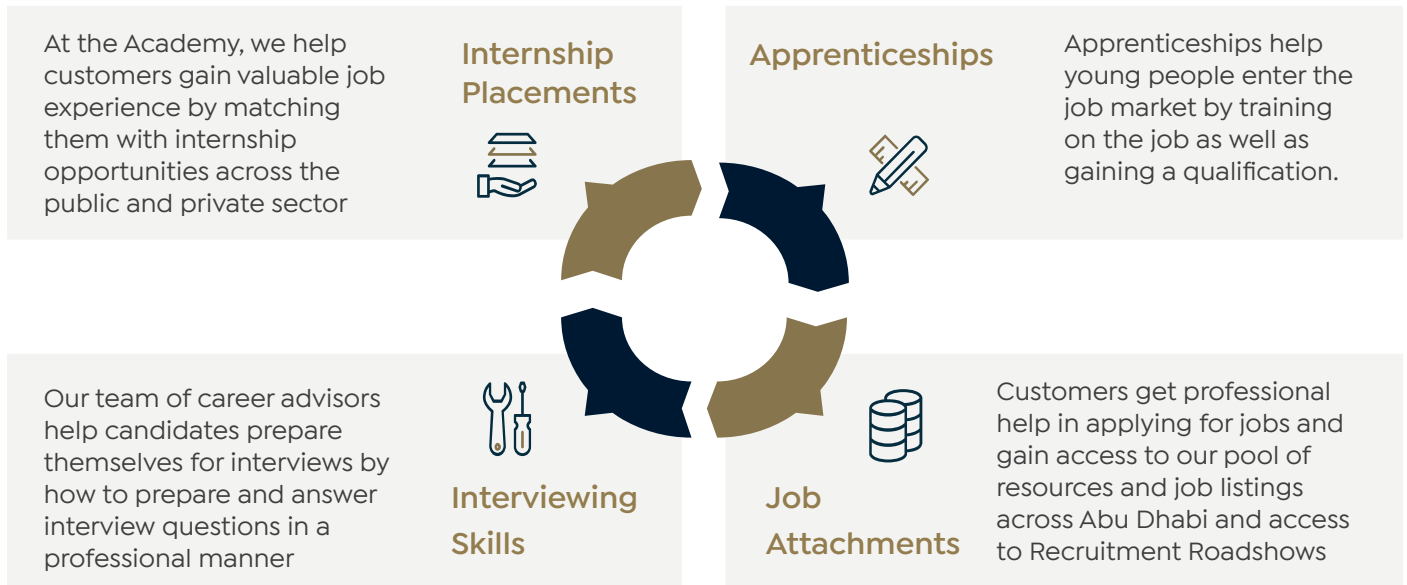 At the Academy, we help
customers gain valuable job
experience by matching
them with internship
opportunities across the
public and private sector
Internship
Placements
Apprenticeships
Apprenticeships help
young people enter the
job market by training
on the job as well as
gaining a qualification.
Our team of career advisors
help candidates prepare
themselves for interviews by
how to prepare and answer
interview questions in a
professional manner
Interviewing
Skills
Job
Attachments
Customers get professional
help in applying for jobs and
gain access to our pool of
resources and job listings
across Abu Dhabi and access
to Recruitment Roadshows